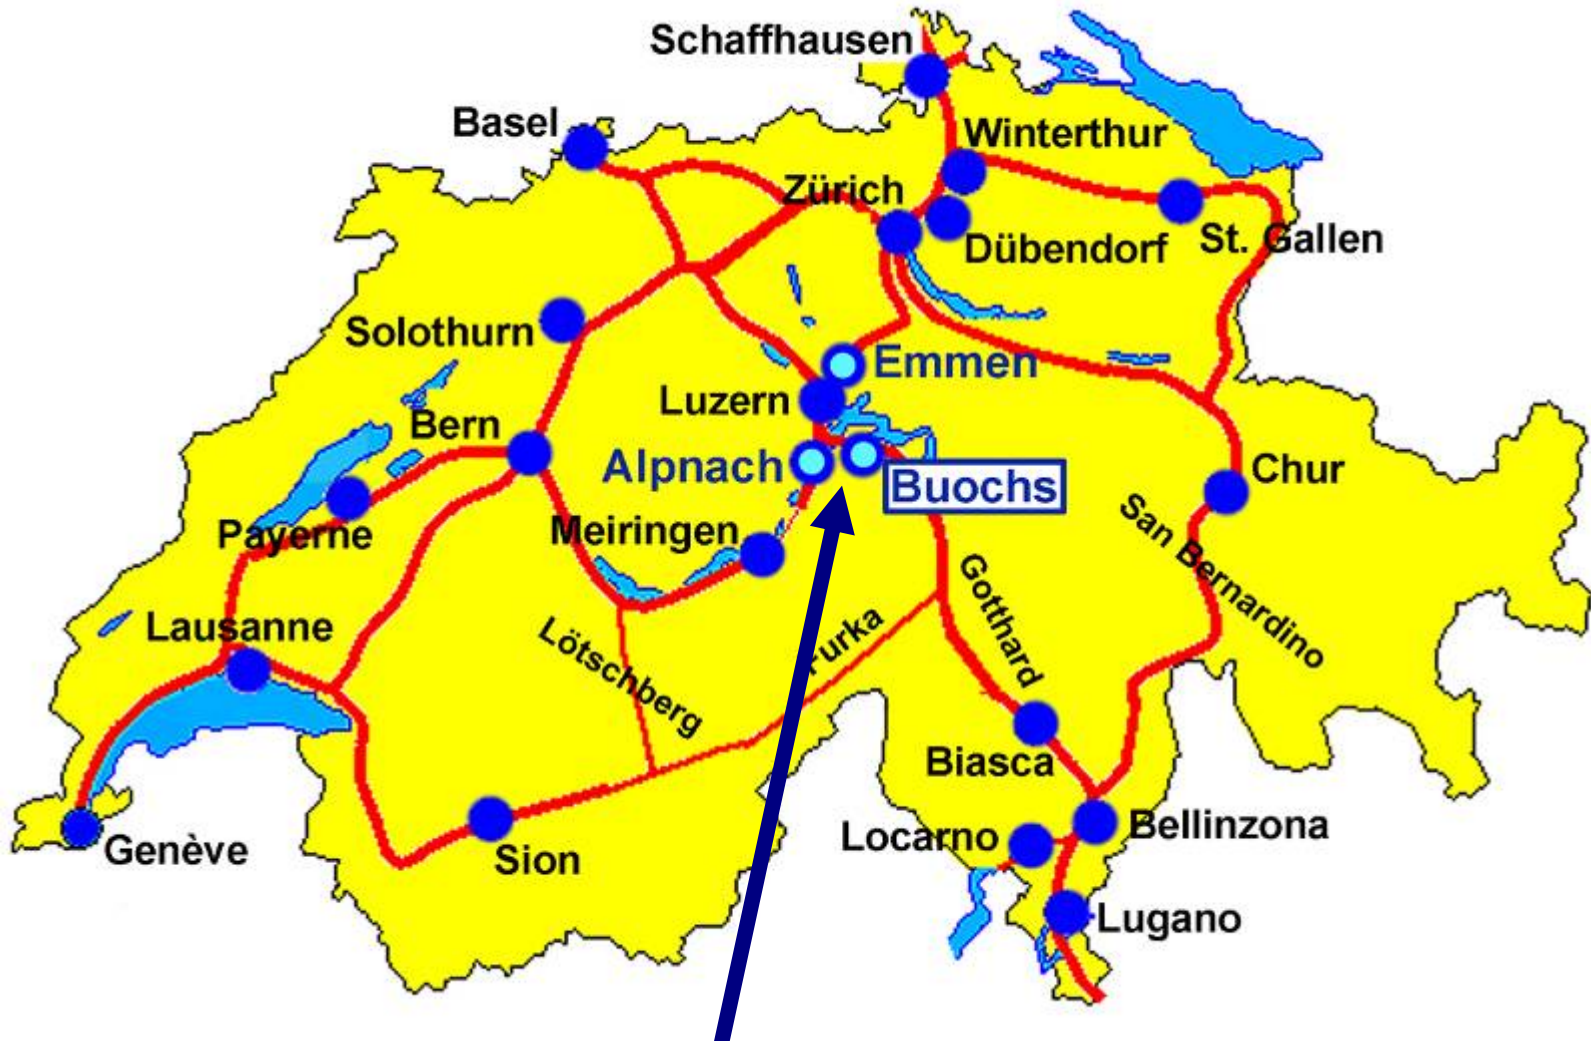 Schaffhausen
Basel
Winterthur
Zürich
Dübendorf
St. Gallen
Solothurn
Emmen
Luzern
Bern
Alpnach
Buochs
Chur
Payerne
Meiringen
San Bernardino
Gotthard
Lausanne
Lötschberg
Furka
Biasca
Genève
Sion
Locarno
Bellinzona
Lugano